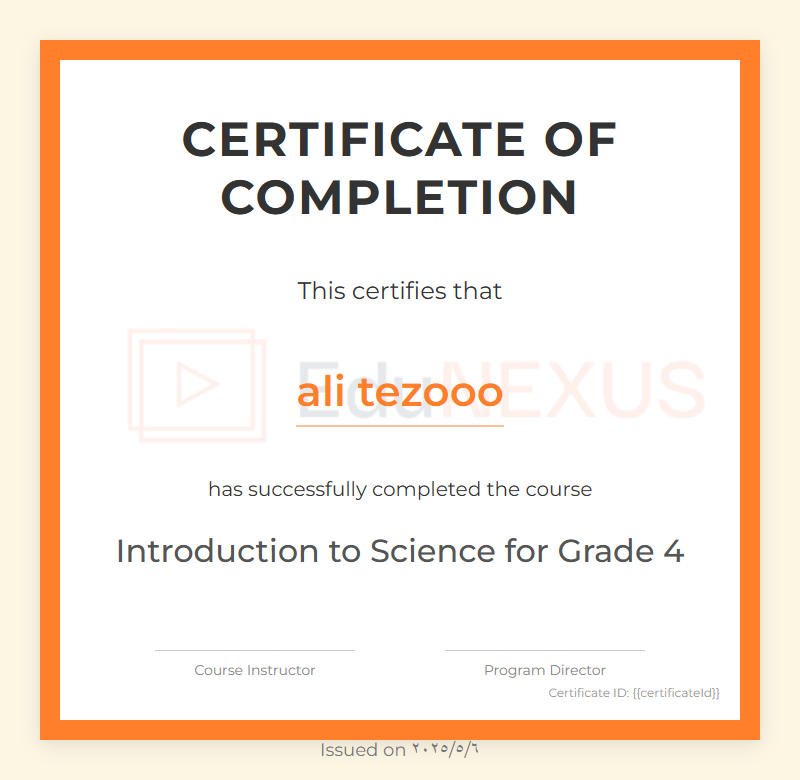 CERTIFICATE OF
COMPLETION
This certifies that
EduNEXUS
ali tezooo
has successfully completed the course
Introduction to Science for Grade 4
Course Instructor
Program Director
Certificate ID: {{certificateId}}
Issued on ٢٠٢٥/٥/٦